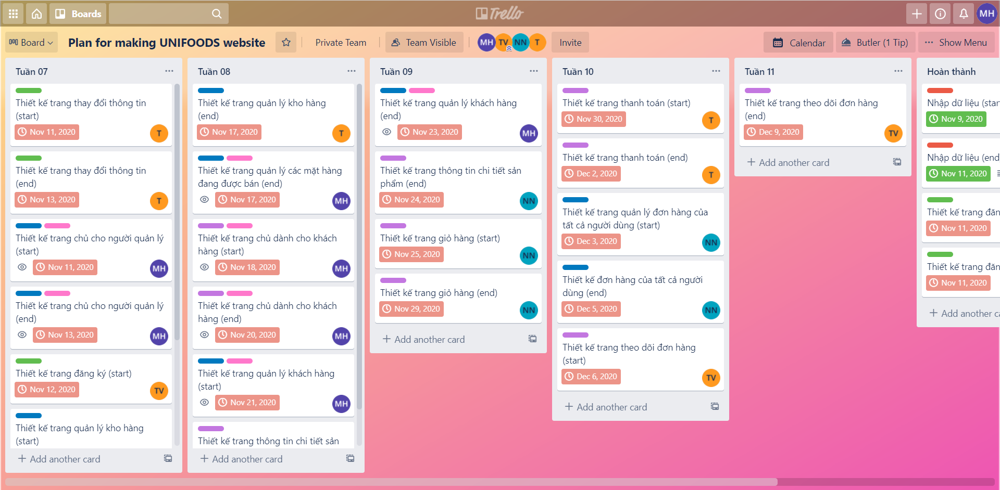 Boards
Trello
MH
Board
Plan for making UNIFOODS website
Private Team
Team Visible
MH
TV
NN
T
Invite
Calendar
Butler (1 Tip)
Show Menu
Tuần 07
Thiết kế trang thay đổi thông tin
(start)
Nov 11, 2020
T
Thiết kế trang thay đổi thông tin
(end)
Nov 13, 2020
T
Thiết kế trang chủ cho người quản lý
(start)
Nov 11, 2020
MH
Thiết kế trang chủ cho người quản lý
(end)
Nov 13, 2020
MH
Thiết kế trang đăng ký (start)
Nov 12, 2020
TV
Thiết kế trang quản lý kho hàng
(start)
Add another card
Tuần 08
Thiết kế trang quản lý kho hàng
(end)
Nov 17, 2020
T
Thiết kế trang quản lý các mặt hàng
đang được bán (end)
Nov 17, 2020
MH
Thiết kế trang chủ dành cho khách
hàng (start)
Nov 18, 2020
MH
Thiết kế trang chủ dành cho khách
hàng (end)
Nov 20, 2020
MH
Thiết kế trang quản lý khách hàng
(start)
Nov 21, 2020
MH
Thiết kế trang thông tin chi tiết sản
Add another card
Tuần 09
Thiết kế trang quản lý khách hàng
(end)
Nov 23, 2020
MH
Thiết kế trang thông tin chi tiết sản
phẩm (end)
Nov 24, 2020
NN
Thiết kế trang giỏ hàng (start)
Nov 25, 2020
NN
Thiết kế trang giỏ hàng (end)
Nov 29, 2020
NN
Add another card
Tuần 10
Thiết kế trang thanh toán (start)
Nov 30, 2020
T
Thiết kế trang thanh toán (end)
Dec 2, 2020
T
Thiết kế trang quản lý đơn hàng của
tất cả người dùng (start)
Dec 3, 2020
NN
Thiết kế đơn hàng của tất cả người
dùng (end)
Dec 5, 2020
NN
Thiết kế trang theo dõi đơn hàng
(start)
Dec 6, 2020
TV
Add another card
Tuần 11
Thiết kế trang theo dõi đơn hàng
(end)
Dec 9, 2020
TV
Add another card
Hoàn thành
Nhập dữ liệu (star
Nov 9, 2020
Nhập dữ liệu (end
Nov 11, 2020
Thiết kế trang đăn
Nov 11, 2020
Thiết kế trang đăn
Nov 11, 2020
Add another ca